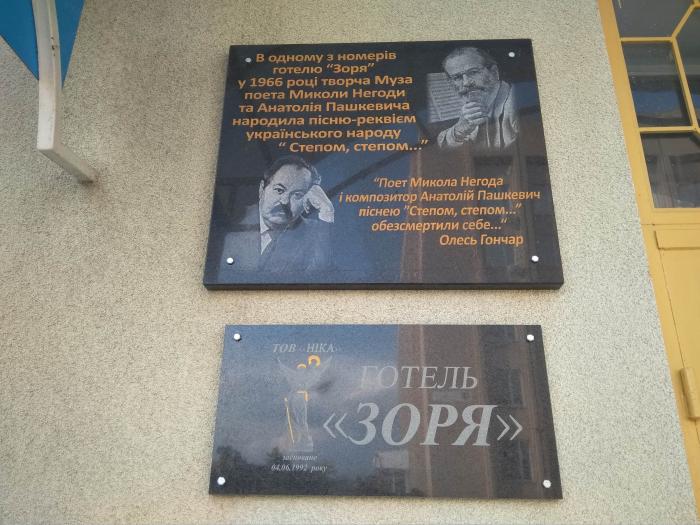 В одному з номерів
готелю "Зоря"
у 1966 році творча Муза
поета Миколи Негоди
та Анатолія Пашкевича
народила пісню-реквієм
українського народу
" Степом, степом..."
"Поет Микола Негода
і композитор Анатолій Пашкевич
піснею "Степом, степом..."
обезсмертили себе..."
Олесь Гончар
ТОВ «НІКА»
ГОТЕЛЬ
«ЗОРЯ»
засноване
04.06.1992 року